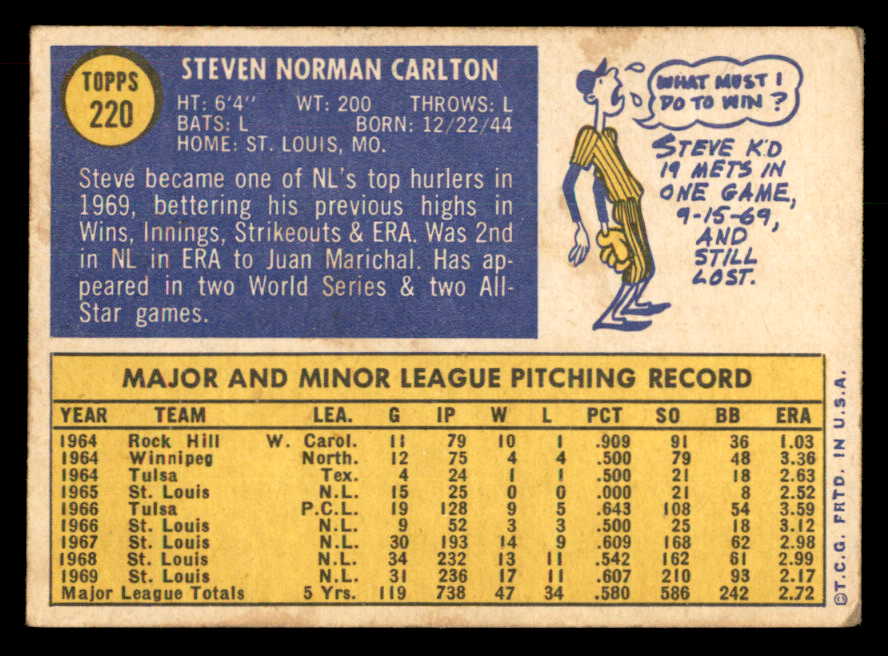 TOPPS
220
STEVEN NORMAN CARLTON
HT: 6'4" WT: 200 THROWS: L
BATS: L BORN: 12/22/44
HOME: ST. LOUIS, MO.
Steve became one of NL's top hurlers in
1969, bettering his previous highs in
Wins, Innings, Strikeouts & ERA. Was 2nd
in NL in ERA to Juan Marichal. Has ap-
peared in two World Series & two All-
Star games.
WHAT MUST I
DO TO WIN ?
STEVE K'D
19 METS IN
ONE GAME,
9-15-69,
AND
STILL
LOST.
MAJOR AND MINOR LEAGUE PITCHING RECORD
YEAR TEAM LEA. G IP W L PCT SO BB ERA
1964 Rock Hill W. Carol. 11 79 10 1 .909 91 36 1.03
1964 Winnipeg North. 12 75 4 4 .500 79 48 3.36
1964 Tulsa Tex. 4 24 1 1 .500 21 18 2.63
1965 St. Louis N.L. 15 25 0 0 .000 21 8 2.52
1966 Tulsa P.C.L. 19 128 9 5 .643 108 54 3.59
1966 St. Louis N.L. 9 52 3 3 .500 25 18 3.12
1967 St. Louis N.L. 30 193 14 9 .609 168 62 2.98
1968 St. Louis N.L. 34 232 13 11 .542 162 61 2.99
1969 St. Louis N.L. 31 236 17 11 .607 210 93 2.17
Major League Totals 5 Yrs. 119 738 47 34 .580 586 242 2.72
©T.C.G. PRTD. IN U.S.A.